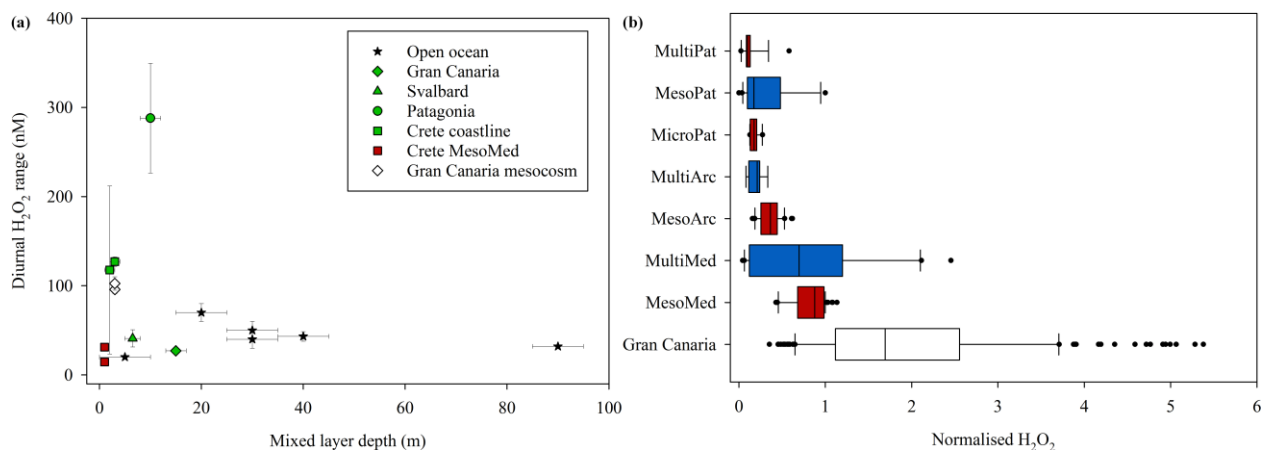 (a)
400
300
200
100
0
Diurnal H₂O₂ range (nM)
Open ocean
Gran Canaria
Svalbard
Patagonia
Crete coastline
Crete MesoMed
Gran Canaria mesocosm
0 20 40 60 80 100
Mixed layer depth (m)
(b)
MultiPat
MesoPat
MicroPat
MultiArc
MesoArc
MultiMed
MesoMed
Gran Canaria
0 1 2 3 4 5 6
Normalised H₂O₂